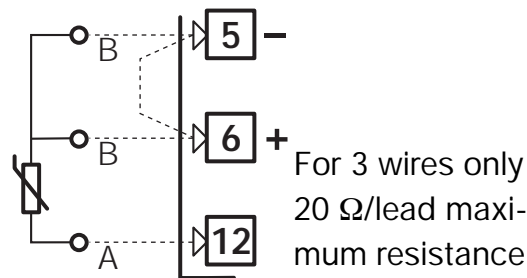 5 −
B
6 +
B
For 3 wires only
20 Ω/lead maxi-
mum resistance
12
A